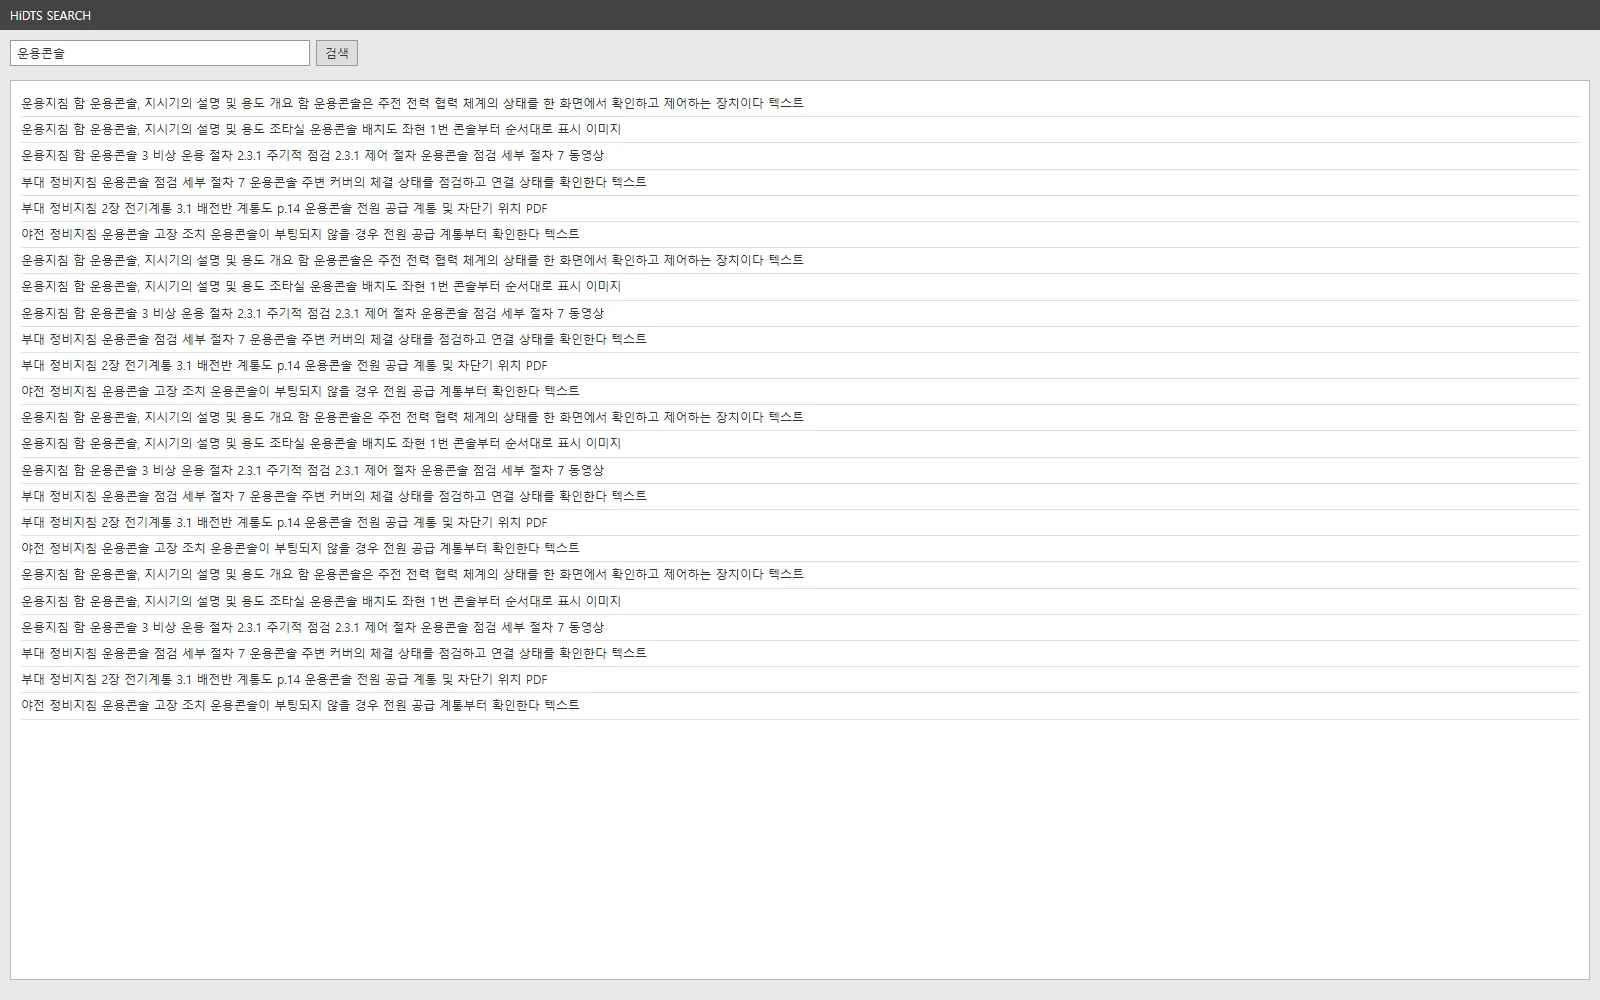 HiDTS SEARCH
운용콘솔
검색
운용지침 함 운용콘솔, 지시기의 설명 및 용도 개요 함 운용콘솔은 주전 전력 협력 체계의 상태를 한 화면에서 확인하고 제어하는 장치이다 텍스트
운용지침 함 운용콘솔, 지시기의 설명 및 용도 조타실 운용콘솔 배치도 좌현 1번 콘솔부터 순서대로 표시 이미지
운용지침 함 운용콘솔 3 비상 운용 절차 2.3.1 주기적 점검 2.3.1 제어 절차 운용콘솔 점검 세부 절차 7 동영상
부대 정비지침 운용콘솔 점검 세부 절차 7 운용콘솔 주변 커버의 체결 상태를 점검하고 연결 상태를 확인한다 텍스트
부대 정비지침 2장 전기계통 3.1 배전반 계통도 p.14 운용콘솔 전원 공급 계통 및 차단기 위치 PDF
야전 정비지침 운용콘솔 고장 조치 운용콘솔이 부팅되지 않을 경우 전원 공급 계통부터 확인한다 텍스트
운용지침 함 운용콘솔, 지시기의 설명 및 용도 개요 함 운용콘솔은 주전 전력 협력 체계의 상태를 한 화면에서 확인하고 제어하는 장치이다 텍스트
운용지침 함 운용콘솔, 지시기의 설명 및 용도 조타실 운용콘솔 배치도 좌현 1번 콘솔부터 순서대로 표시 이미지
운용지침 함 운용콘솔 3 비상 운용 절차 2.3.1 주기적 점검 2.3.1 제어 절차 운용콘솔 점검 세부 절차 7 동영상
부대 정비지침 운용콘솔 점검 세부 절차 7 운용콘솔 주변 커버의 체결 상태를 점검하고 연결 상태를 확인한다 텍스트
부대 정비지침 2장 전기계통 3.1 배전반 계통도 p.14 운용콘솔 전원 공급 계통 및 차단기 위치 PDF
야전 정비지침 운용콘솔 고장 조치 운용콘솔이 부팅되지 않을 경우 전원 공급 계통부터 확인한다 텍스트
운용지침 함 운용콘솔, 지시기의 설명 및 용도 개요 함 운용콘솔은 주전 전력 협력 체계의 상태를 한 화면에서 확인하고 제어하는 장치이다 텍스트
운용지침 함 운용콘솔, 지시기의 설명 및 용도 조타실 운용콘솔 배치도 좌현 1번 콘솔부터 순서대로 표시 이미지
운용지침 함 운용콘솔 3 비상 운용 절차 2.3.1 주기적 점검 2.3.1 제어 절차 운용콘솔 점검 세부 절차 7 동영상
부대 정비지침 운용콘솔 점검 세부 절차 7 운용콘솔 주변 커버의 체결 상태를 점검하고 연결 상태를 확인한다 텍스트
부대 정비지침 2장 전기계통 3.1 배전반 계통도 p.14 운용콘솔 전원 공급 계통 및 차단기 위치 PDF
야전 정비지침 운용콘솔 고장 조치 운용콘솔이 부팅되지 않을 경우 전원 공급 계통부터 확인한다 텍스트
운용지침 함 운용콘솔, 지시기의 설명 및 용도 개요 함 운용콘솔은 주전 전력 협력 체계의 상태를 한 화면에서 확인하고 제어하는 장치이다 텍스트
운용지침 함 운용콘솔, 지시기의 설명 및 용도 조타실 운용콘솔 배치도 좌현 1번 콘솔부터 순서대로 표시 이미지
운용지침 함 운용콘솔 3 비상 운용 절차 2.3.1 주기적 점검 2.3.1 제어 절차 운용콘솔 점검 세부 절차 7 동영상
부대 정비지침 운용콘솔 점검 세부 절차 7 운용콘솔 주변 커버의 체결 상태를 점검하고 연결 상태를 확인한다 텍스트
부대 정비지침 2장 전기계통 3.1 배전반 계통도 p.14 운용콘솔 전원 공급 계통 및 차단기 위치 PDF
야전 정비지침 운용콘솔 고장 조치 운용콘솔이 부팅되지 않을 경우 전원 공급 계통부터 확인한다 텍스트